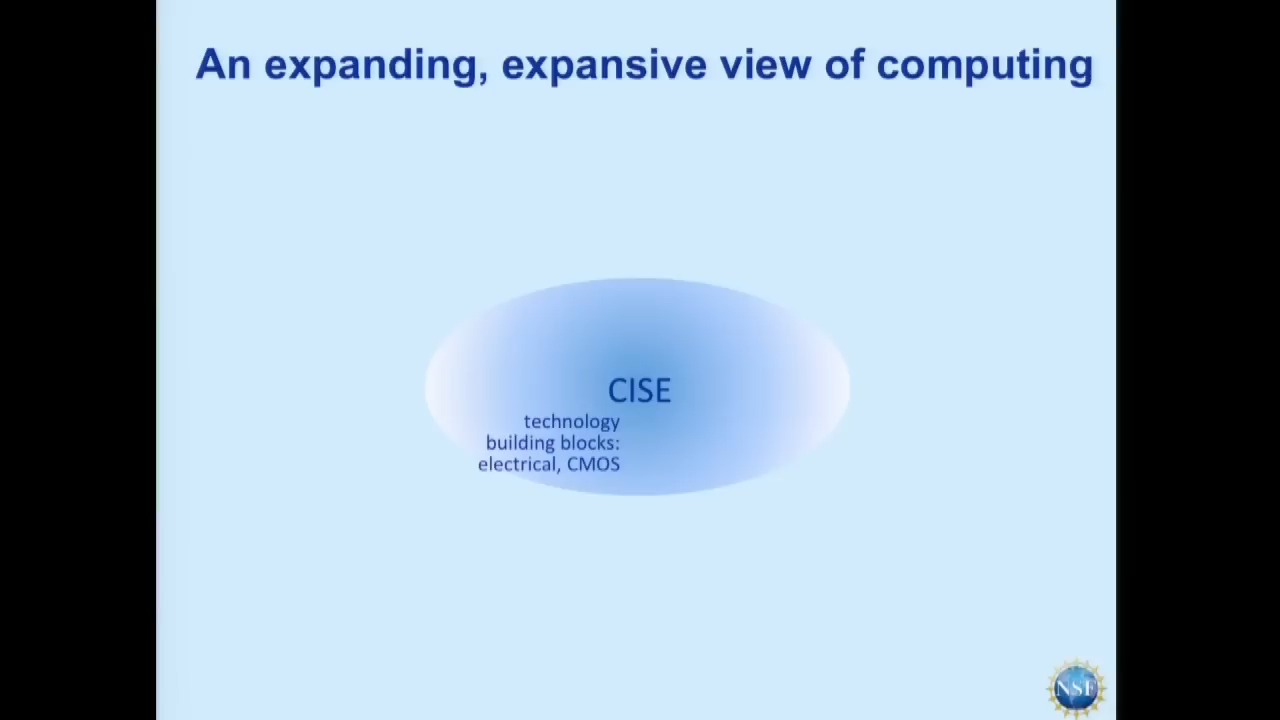 An expanding, expansive view of computing
CISE
technology
building blocks:
electrical, CMOS
NSF